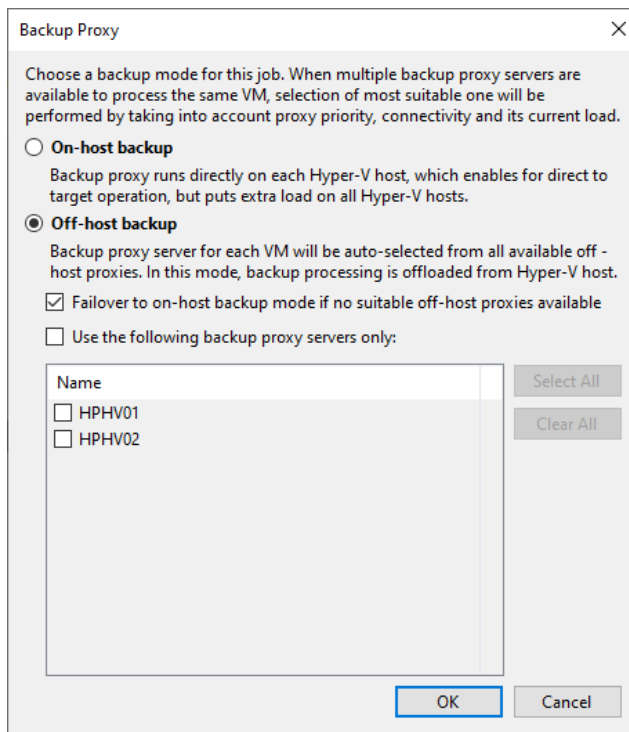 Backup Proxy
Choose a backup mode for this job. When multiple backup proxy servers are
available to process the same VM, selection of most suitable one will be
performed by taking into account proxy priority, connectivity and its current load.
On-host backup
Backup proxy runs directly on each Hyper-V host, which enables for direct to
target operation, but puts extra load on all Hyper-V hosts.
Off-host backup
Backup proxy server for each VM will be auto-selected from all available off -
host proxies. In this mode, backup processing is offloaded from Hyper-V host.
Failover to on-host backup mode if no suitable off-host proxies available
Use the following backup proxy servers only:
Name
Select All
HPHV01
Clear All
HPHV02
OK
Cancel